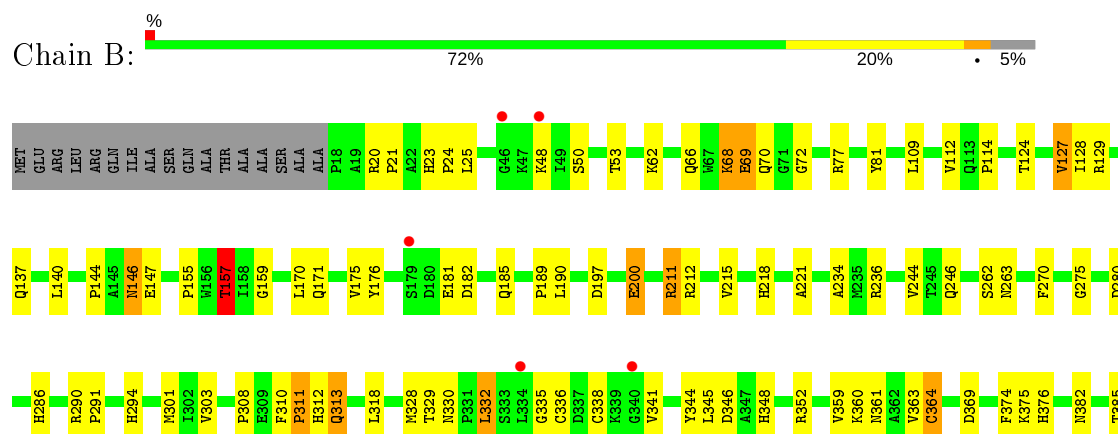 %
Chain B:
72% 20% • 5%
MET GLU ARG LEU ARG GLN ILE ALA SER GLN ALA THR ALA ALA SER ALA ALA P18 A19 R20 P21 A22 H23 P24 L25 G46 K47 K48 I49 S50 T53 K62 Q66 W67 K68 E69 Q70 G71 G72 R77 Y81 L109 V112 Q113 P114 T124 V127 I128 R129
Q137 L140 P144 A145 N146 E147 P155 W156 T157 I158 G159 L170 Q171 V175 Y176 S179 D180 E181 D182 Q185 P189 L190 D197 E200 R211 R212 V215 H218 A221 A234 M235 R236 V244 T245 Q246 S262 N263 F270 G275
H286 R290 P291 H294 M301 I302 V303 P308 E309 F310 P311 H312 Q313 L318 M328 T329 N330 P331 L332 S333 L334 G335 C336 D337 C338 K339 G340 V341 Y344 L345 D346 A347 H348 R352 V359 K360 N361 A362 V363 C364 D369 F374 K375 H376 N382